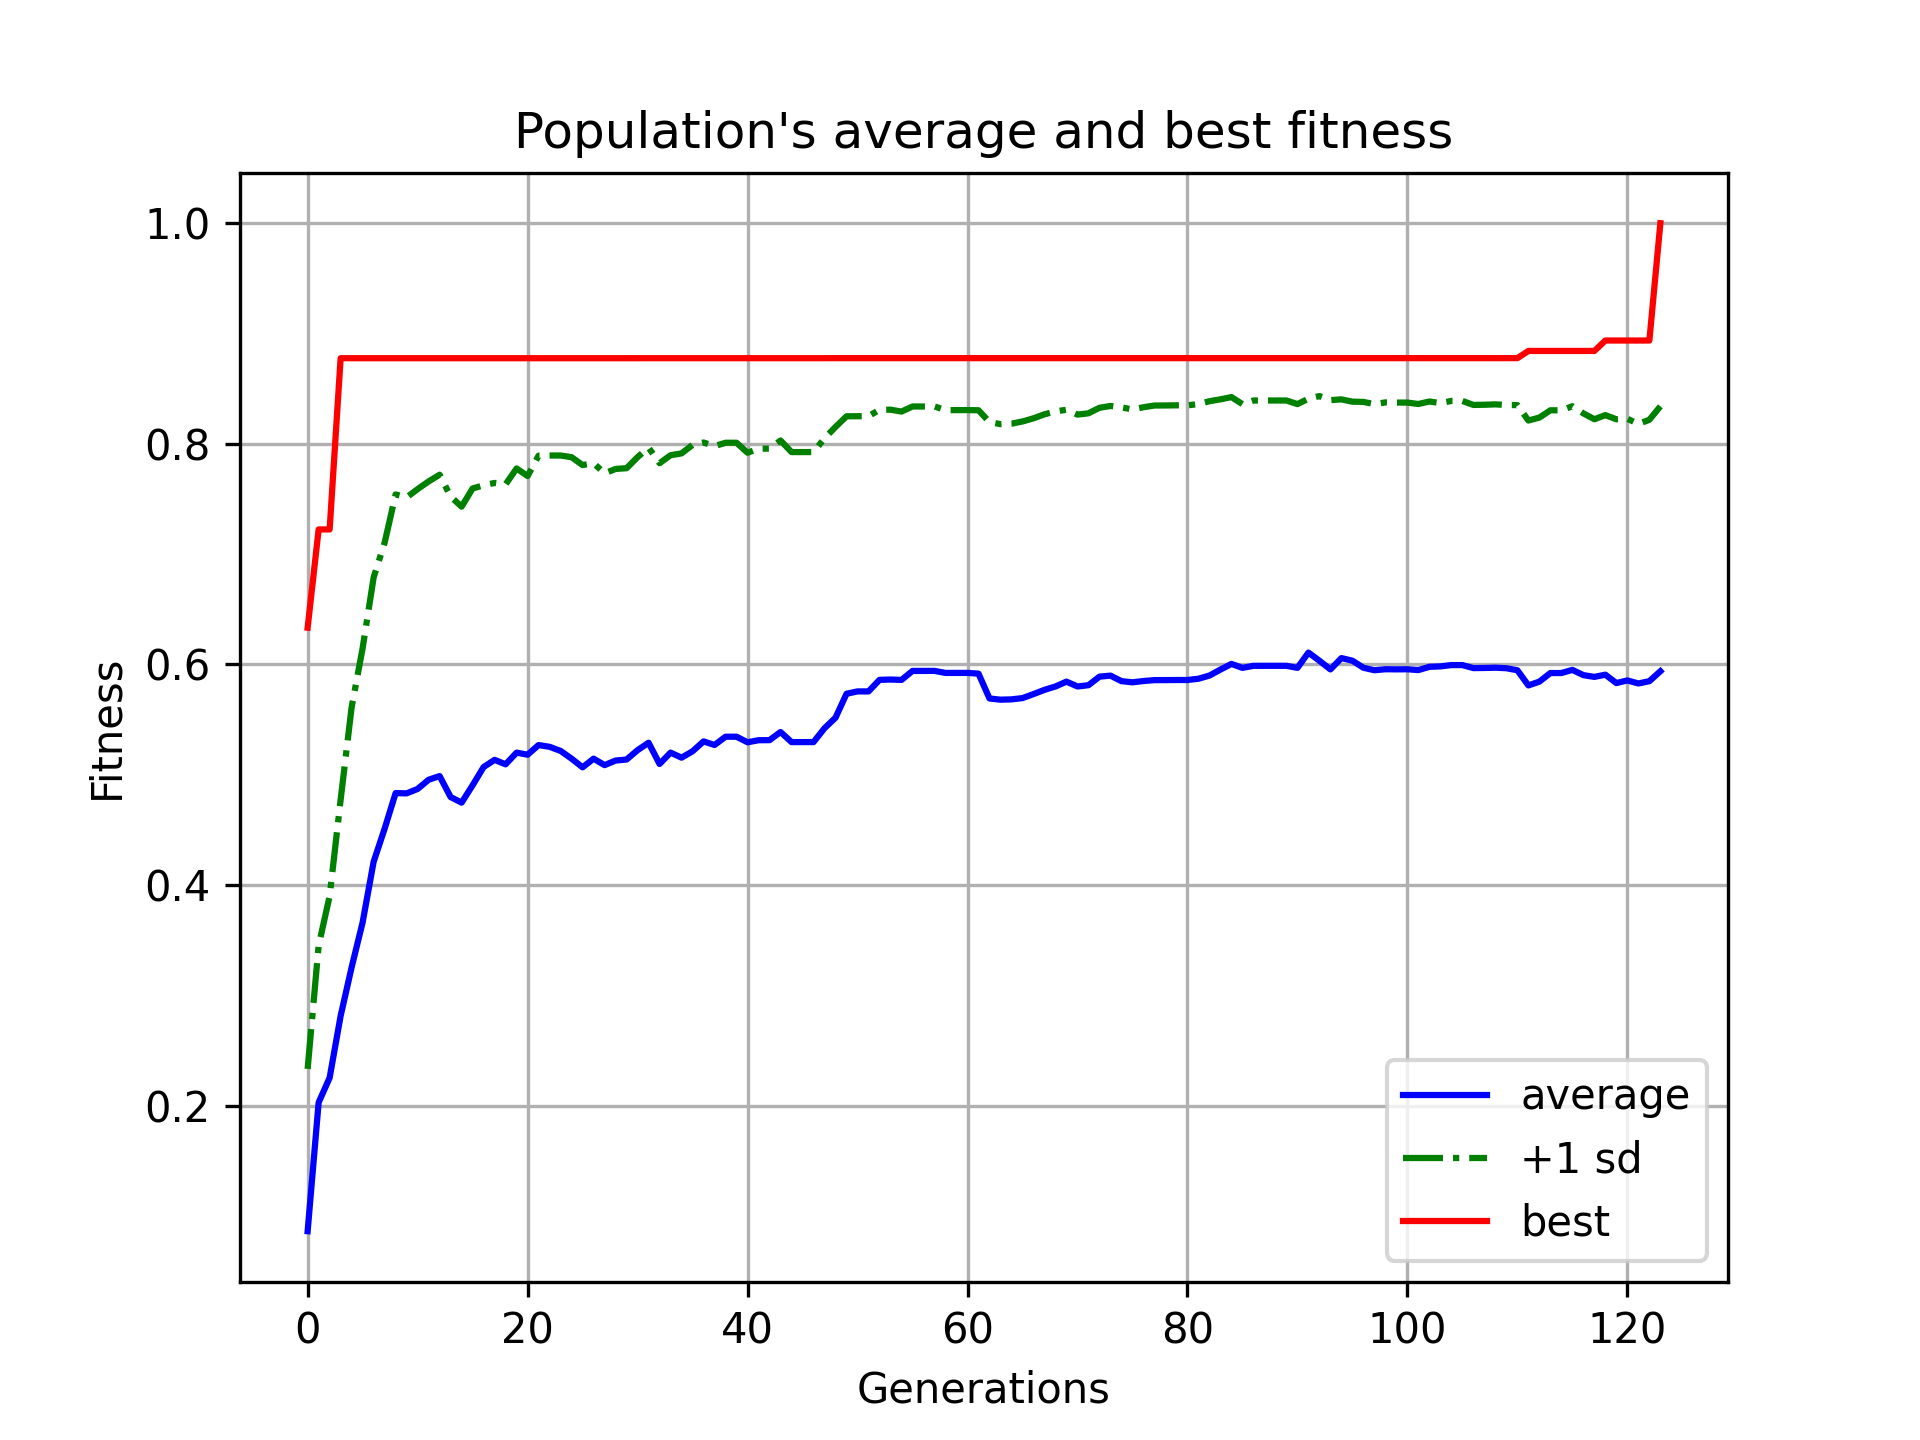 Population's average and best fitness
1.0
0.8
0.6
0.4
0.2
Fitness
0 20 40 60 80 100 120
Generations
average
+1 sd
best